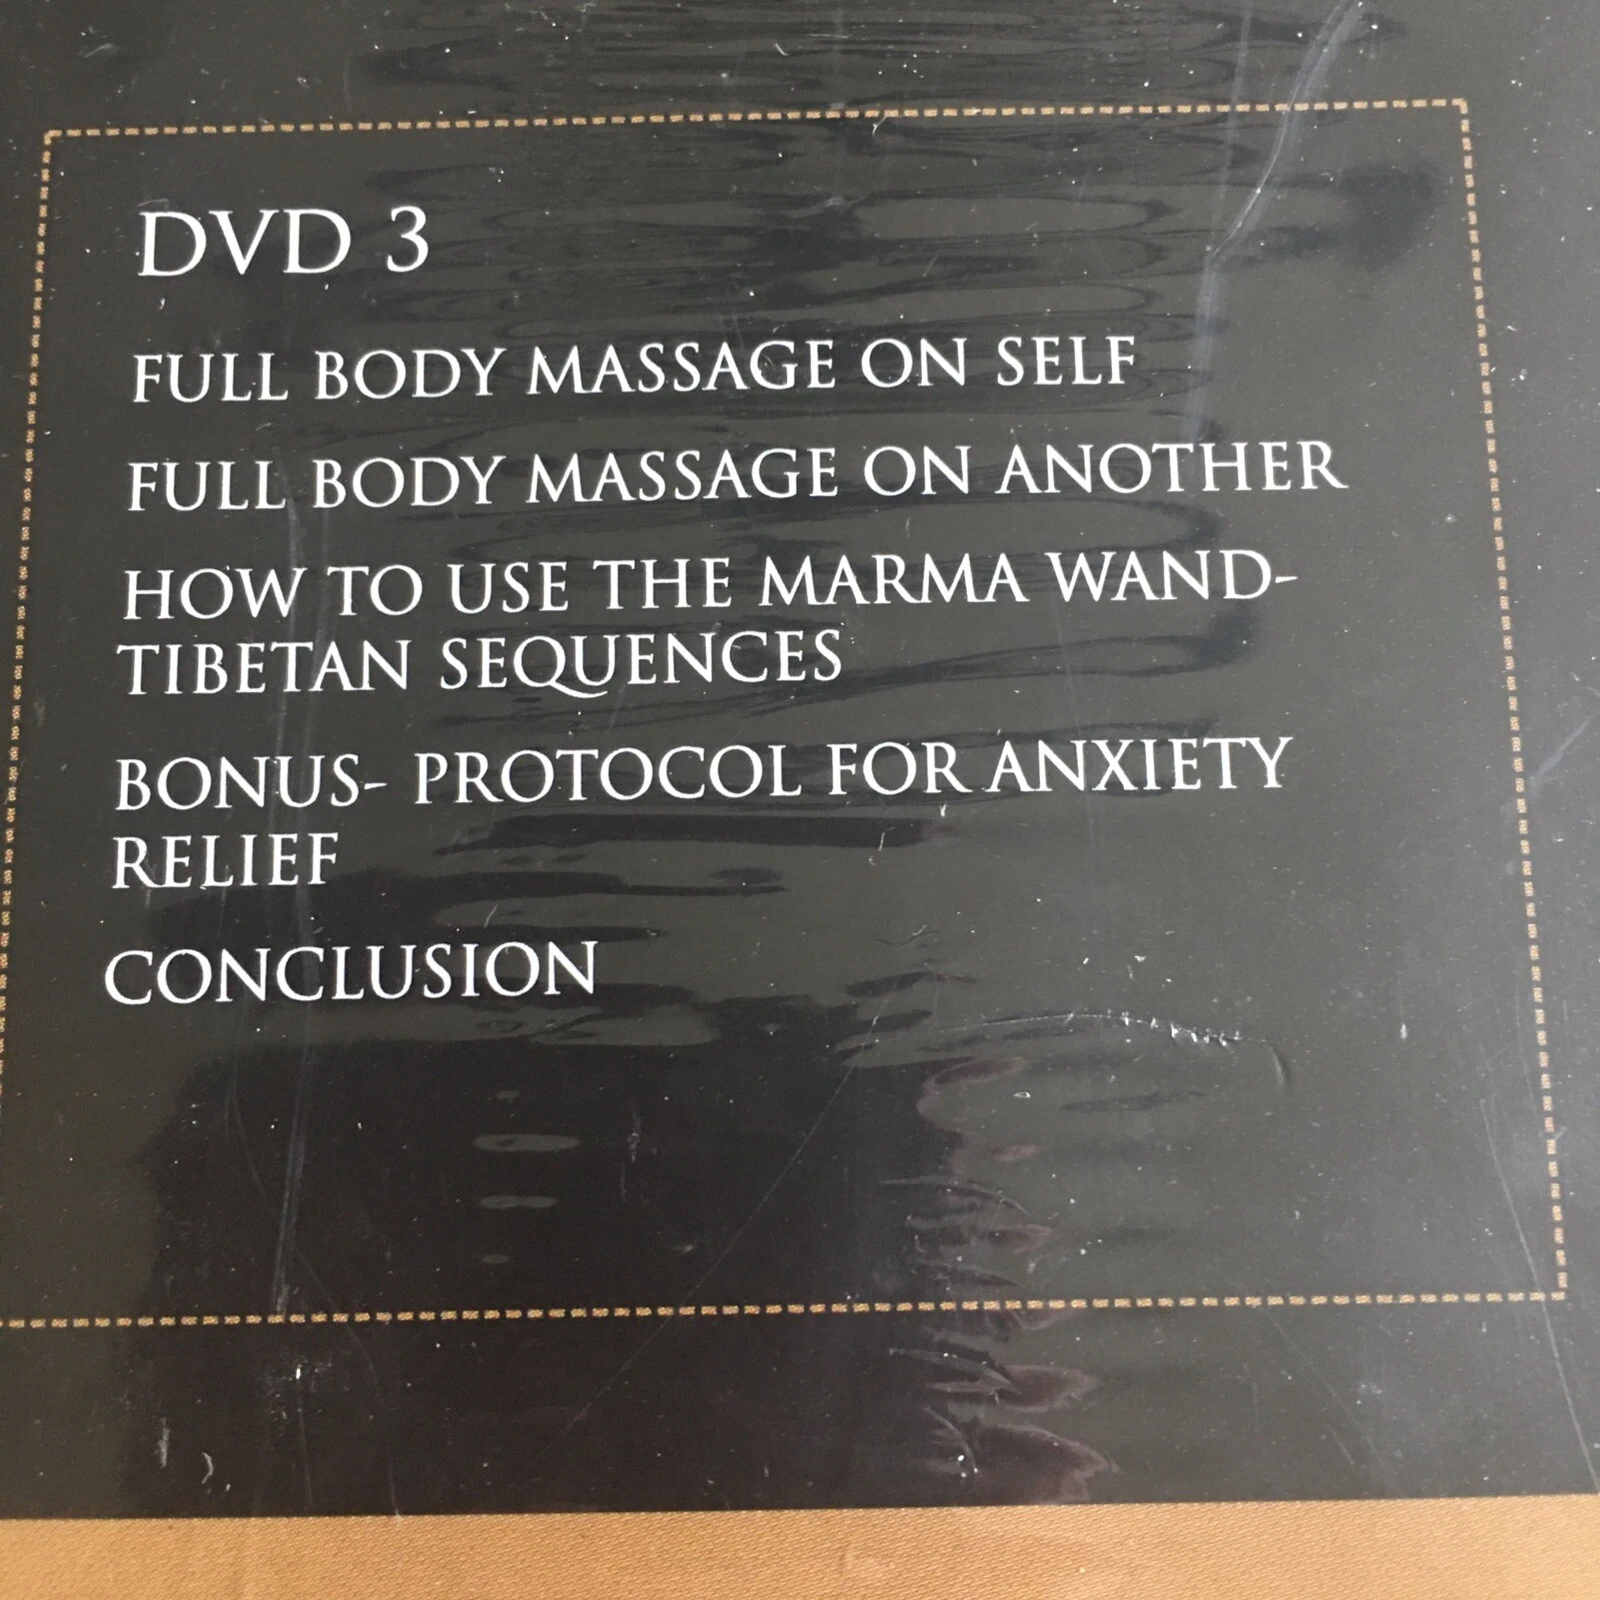 DVD 3
FULL BODY MASSAGE ON SELF
FULL BODY MASSAGE ON ANOTHER
HOW TO USE THE MARMA WAND-
TIBETAN SEQUENCES
BONUS- PROTOCOL FOR ANXIETY
RELIEF
CONCLUSION